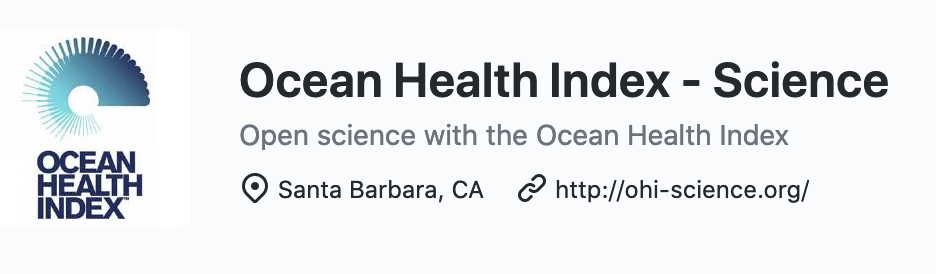 OCEAN
HEALTH
INDEX™
Ocean Health Index - Science
Open science with the Ocean Health Index
Santa Barbara, CA http://ohi-science.org/